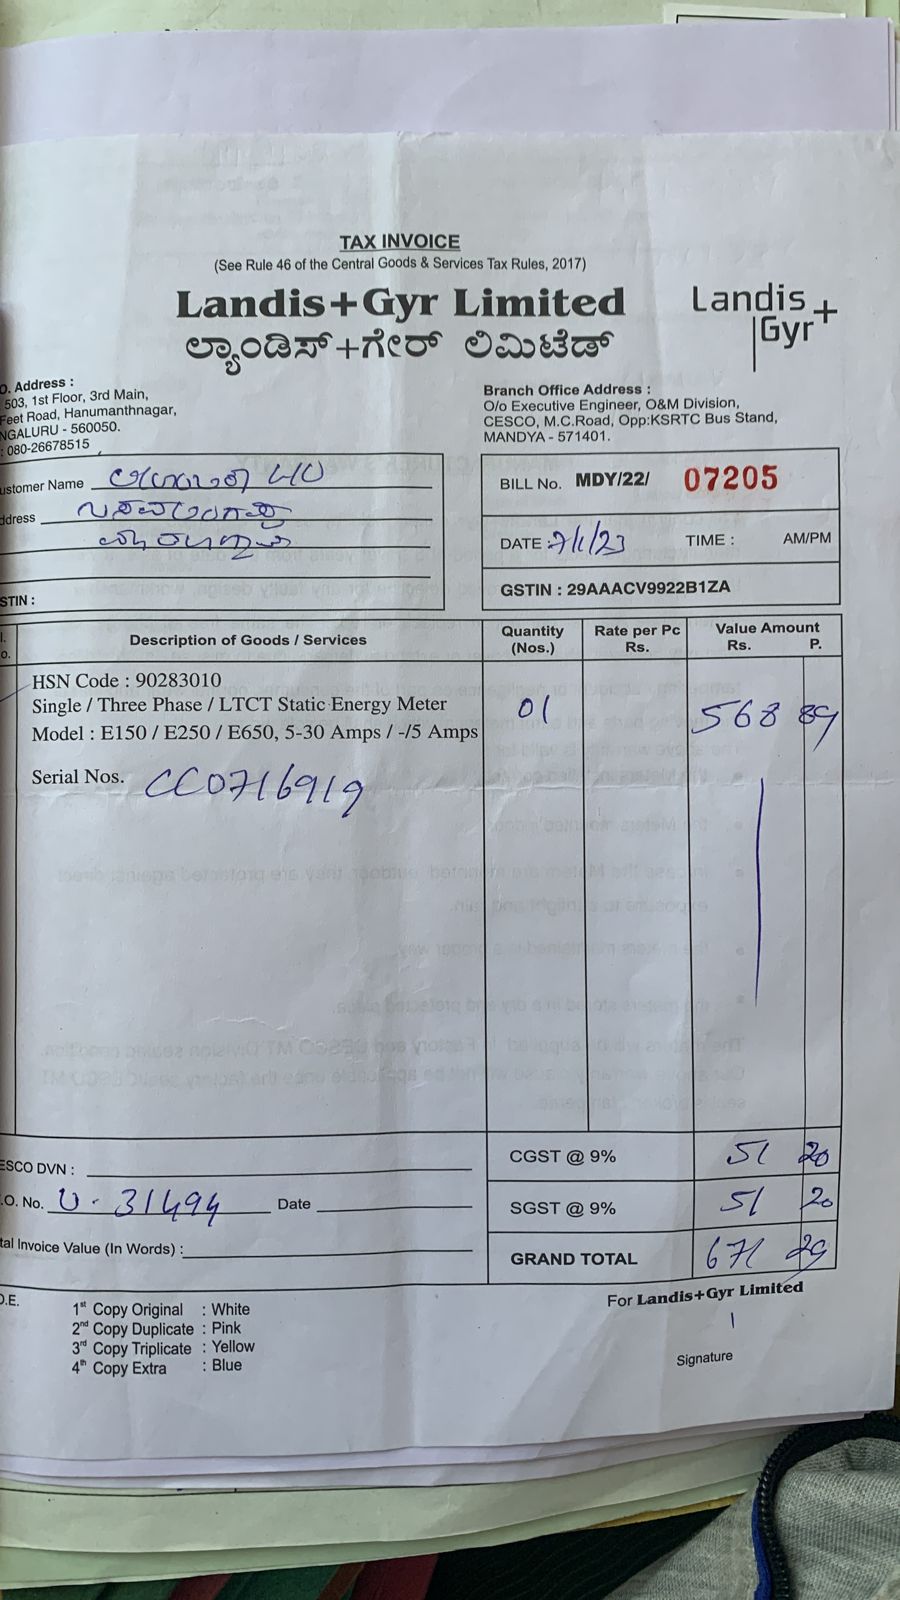 TAX INVOICE
(See Rule 46 of the Central Goods & Services Tax Rules, 2017)
Landis+Gyr Limited
ಲ್ಯಾಂಡಿಸ್+ಗೇರ್ ಲಿಮಿಟೆಡ್
Landis
Gyr+
O. Address :
503, 1st Floor, 3rd Main,
Feet Road, Hanumanthnagar,
NGALURU - 560050.
: 080-26678515
Branch Office Address :
O/o Executive Engineer, O&M Division,
CESCO, M.C.Road, Opp:KSRTC Bus Stand,
MANDYA - 571401.
ustomer Name
ddress
STIN :
BILL No. MDY/22/ 07205
DATE : 7/1/23 TIME : AM/PM
GSTIN : 29AAACV9922B1ZA
l. o. Description of Goods / Services Quantity (Nos.) Rate per Pc Rs. Value Amount Rs. P.
HSN Code : 90283010
Single / Three Phase / LTCT Static Energy Meter 01 568 89
Model : E150 / E250 / E650, 5-30 Amps / -/5 Amps
Serial Nos. CC0716919
CGST @ 9% 51 20
ESCO DVN :
SGST @ 9% 51 20
.O. No. U - 31494 Date
tal Invoice Value (In Words) :
GRAND TOTAL 671 29
O.E.
For Landis+Gyr Limited
1st Copy Original : White
2nd Copy Duplicate : Pink
3rd Copy Triplicate : Yellow
4th Copy Extra : Blue
Signature